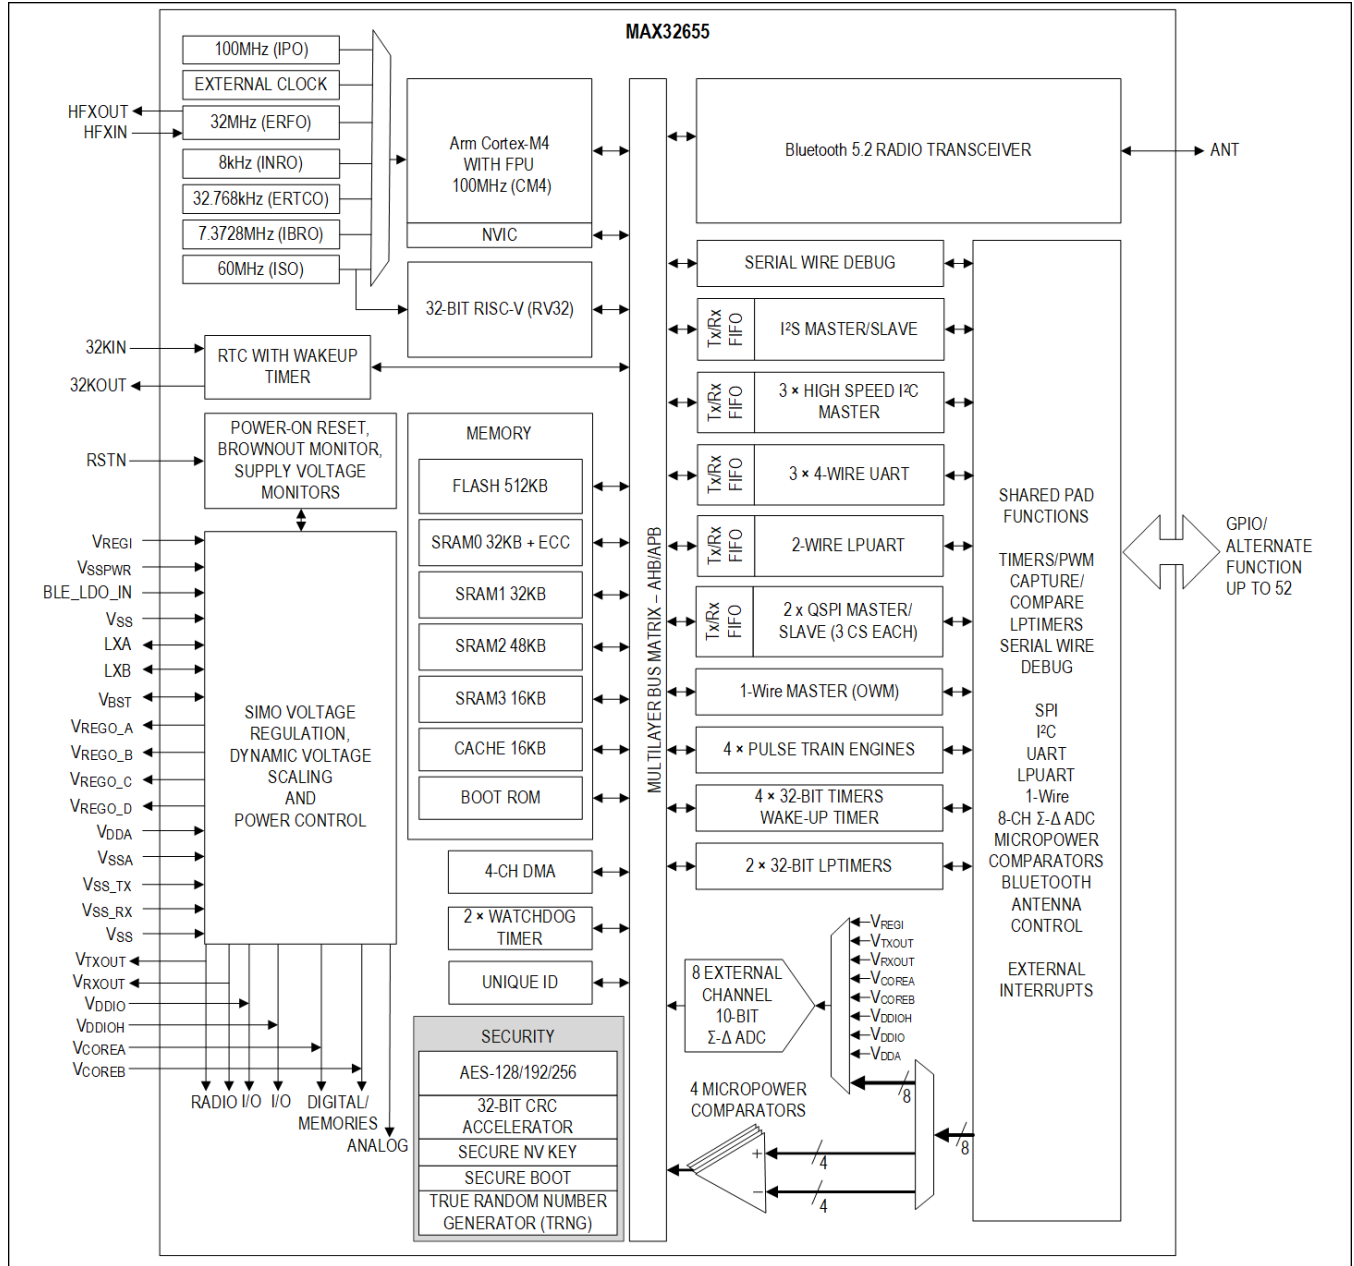 MAX32655
100MHz (IPO)
EXTERNAL CLOCK
HFXOUT
HFXIN
32MHz (ERFO)
8kHz (INRO)
32.768kHz (ERTCO)
7.3728MHz (IBRO)
60MHz (ISO)
Arm Cortex-M4
WITH FPU
100MHz (CM4)
NVIC
32-BIT RISC-V (RV32)
32KIN
32KOUT
RTC WITH WAKEUP
TIMER
RSTN
POWER-ON RESET,
BROWNOUT MONITOR,
SUPPLY VOLTAGE
MONITORS
VREGI
VSSPWR
BLE_LDO_IN
VSS
LXA
LXB
VBST
VREGO_A
VREGO_B
VREGO_C
VREGO_D
VDDA
VSSA
VSS_TX
VSS_RX
VSS
VTXOUT
VRXOUT
VDDIO
VDDIOH
VCOREA
VCOREB
SIMO VOLTAGE
REGULATION,
DYNAMIC VOLTAGE
SCALING
AND
POWER CONTROL
RADIO
I/O
I/O
DIGITAL/
MEMORIES
ANALOG
MEMORY
FLASH 512KB
SRAM0 32KB + ECC
SRAM1 32KB
SRAM2 48KB
SRAM3 16KB
CACHE 16KB
BOOT ROM
4-CH DMA
2 × WATCHDOG
TIMER
UNIQUE ID
SECURITY
AES-128/192/256
32-BIT CRC
ACCELERATOR
SECURE NV KEY
SECURE BOOT
TRUE RANDOM NUMBER
GENERATOR (TRNG)
MULTILAYER BUS MATRIX – AHB/APB
Bluetooth 5.2 RADIO TRANSCEIVER
ANT
SERIAL WIRE DEBUG
Tx/Rx
FIFO
I²S MASTER/SLAVE
Tx/Rx
FIFO
3 × HIGH SPEED I²C
MASTER
Tx/Rx
FIFO
3 × 4-WIRE UART
Tx/Rx
FIFO
2-WIRE LPUART
Tx/Rx
FIFO
2 x QSPI MASTER/
SLAVE (3 CS EACH)
1-Wire MASTER (OWM)
4 × PULSE TRAIN ENGINES
4 × 32-BIT TIMERS
WAKE-UP TIMER
2 × 32-BIT LPTIMERS
8 EXTERNAL
CHANNEL
10-BIT
Σ-Δ ADC
VREGI
VTXOUT
VRXOUT
VCOREA
VCOREB
VDDIOH
VDDIO
VDDA
8
4 MICROPOWER
COMPARATORS
+
4
−
4
8
SHARED PAD
FUNCTIONS
TIMERS/PWM
CAPTURE/
COMPARE
LPTIMERS
SERIAL WIRE
DEBUG
SPI
I²C
UART
LPUART
1-Wire
8-CH Σ-Δ ADC
MICROPOWER
COMPARATORS
BLUETOOTH
ANTENNA
CONTROL
EXTERNAL
INTERRUPTS
GPIO/
ALTERNATE
FUNCTION
UP TO 52